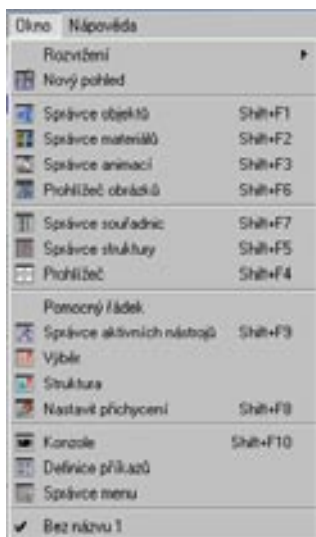 Okno Nápověda
Rozvržení
Nový pohled
Správce objektů Shift+F1
Správce materiálů Shift+F2
Správce animací Shift+F3
Prohlížeč obrázků Shift+F6
Správce souřadnic Shift+F7
Správce struktury Shift+F5
Prohlížeč Shift+F4
Pomocný řádek
Správce aktivních nástrojů Shift+F9
Výběr
Struktura
Nastavit přichycení Shift+F8
Konzole Shift+F10
Definice příkazů
Správce menu
Bez názvu 1